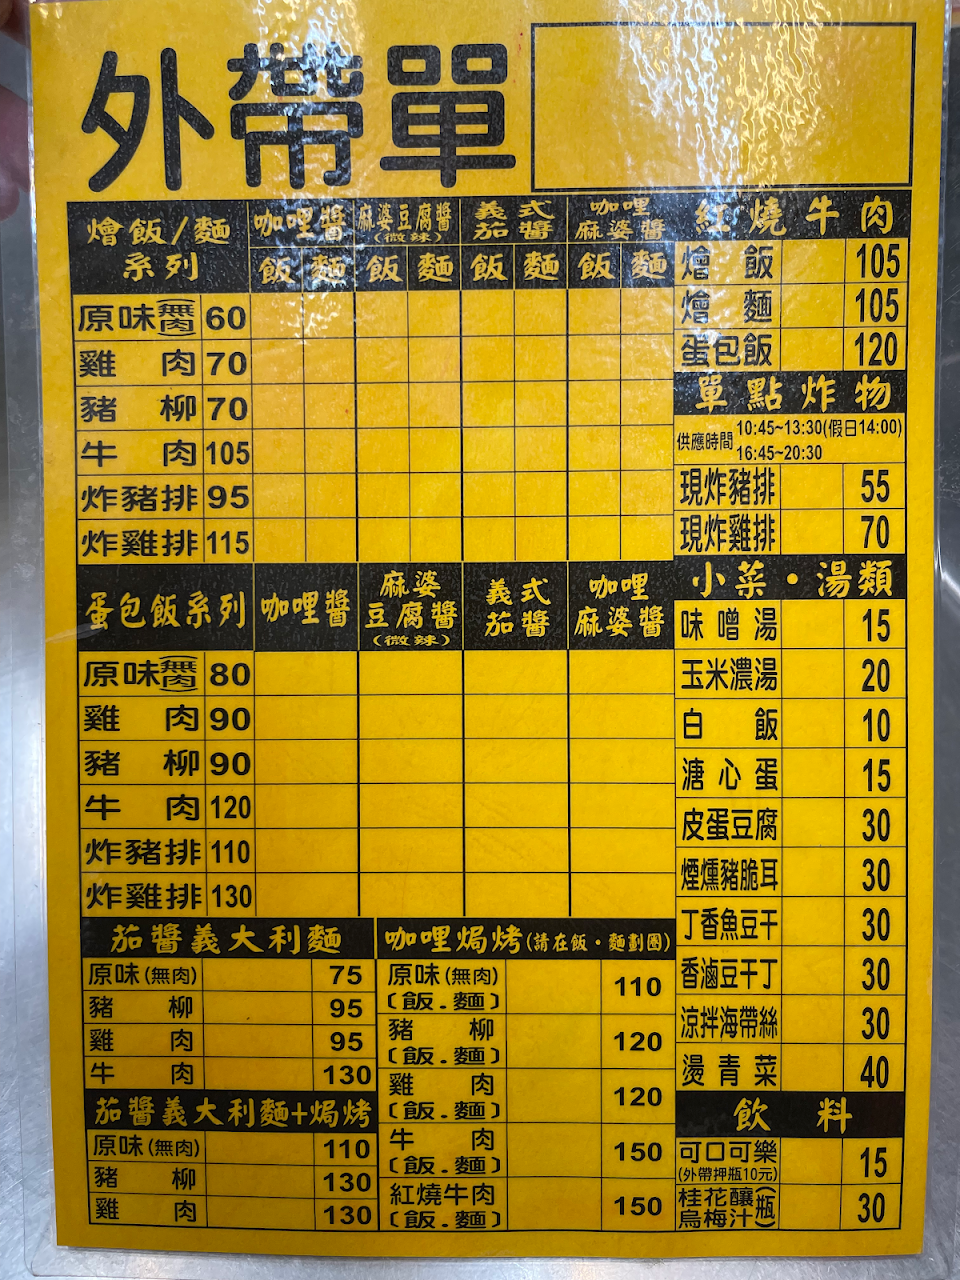 外帶單
燴飯/麵系列
咖哩醬 麻婆豆腐醬(微辣) 義式茄醬 咖哩麻婆醬
飯 麵 飯 麵 飯 麵 飯 麵
原味(無肉) 60
雞肉 70
豬柳 70
牛肉 105
炸豬排 95
炸雞排 115
蛋包飯系列 咖哩醬 麻婆豆腐醬(微辣) 義式茄醬 咖哩麻婆醬
原味(無肉) 80
雞肉 90
豬柳 90
牛肉 120
炸豬排 110
炸雞排 130
茄醬義大利麵
原味(無肉) 75
豬柳 95
雞肉 95
牛肉 130
茄醬義大利麵+焗烤
原味(無肉) 110
豬柳 130
雞肉 130
咖哩焗烤(請在飯・麵劃圈)
原味(無肉)
(飯.麵) 110
豬柳
(飯.麵) 120
雞肉
(飯.麵) 120
牛肉
(飯.麵) 150
紅燒牛肉
(飯.麵) 150
紅燒牛肉
燴飯 105
燴麵 105
蛋包飯 120
單點炸物
供應時間 10:45~13:30(假日14:00)
16:45~20:30
現炸豬排 55
現炸雞排 70
小菜・湯類
味噌湯 15
玉米濃湯 20
白飯 10
溏心蛋 15
皮蛋豆腐 30
煙燻豬脆耳 30
丁香魚豆干 30
香滷豆干丁 30
涼拌海帶絲 30
燙青菜 40
飲料
可口可樂 15
(外帶押瓶10元)
桂花釀烏梅汁(瓶) 30